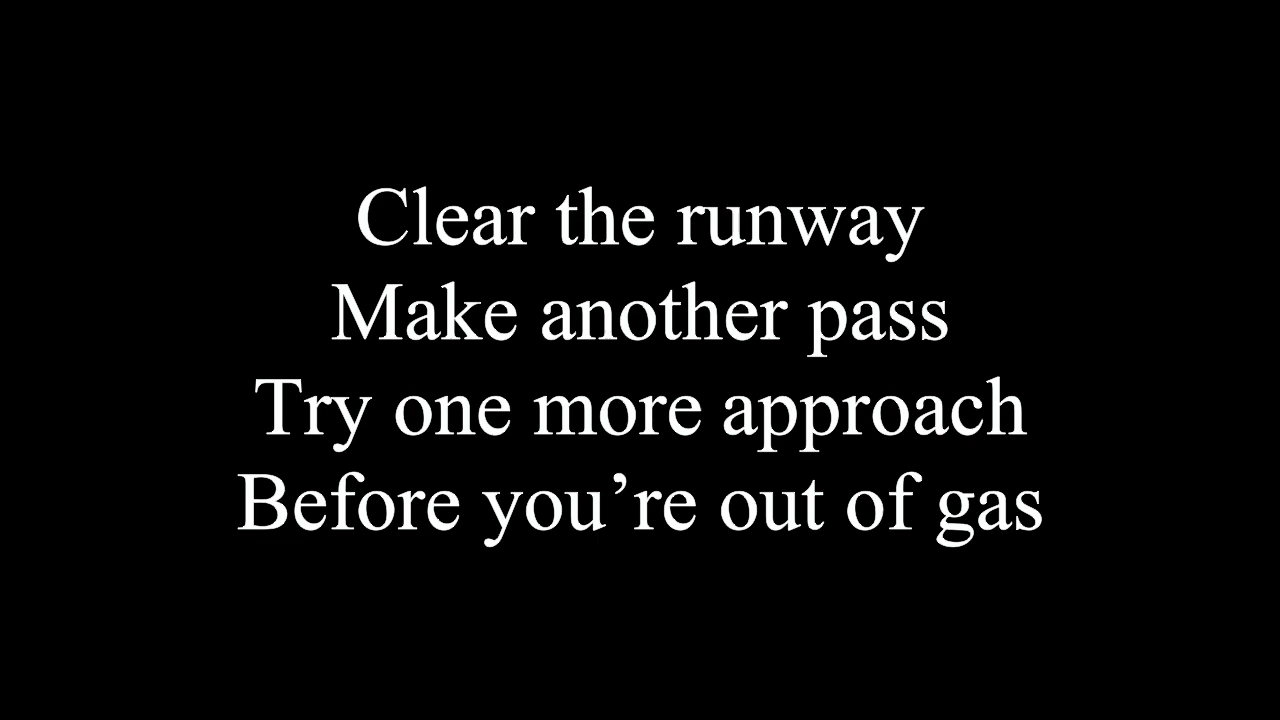 Clear the runway
Make another pass
Try one more approach
Before you’re out of gas